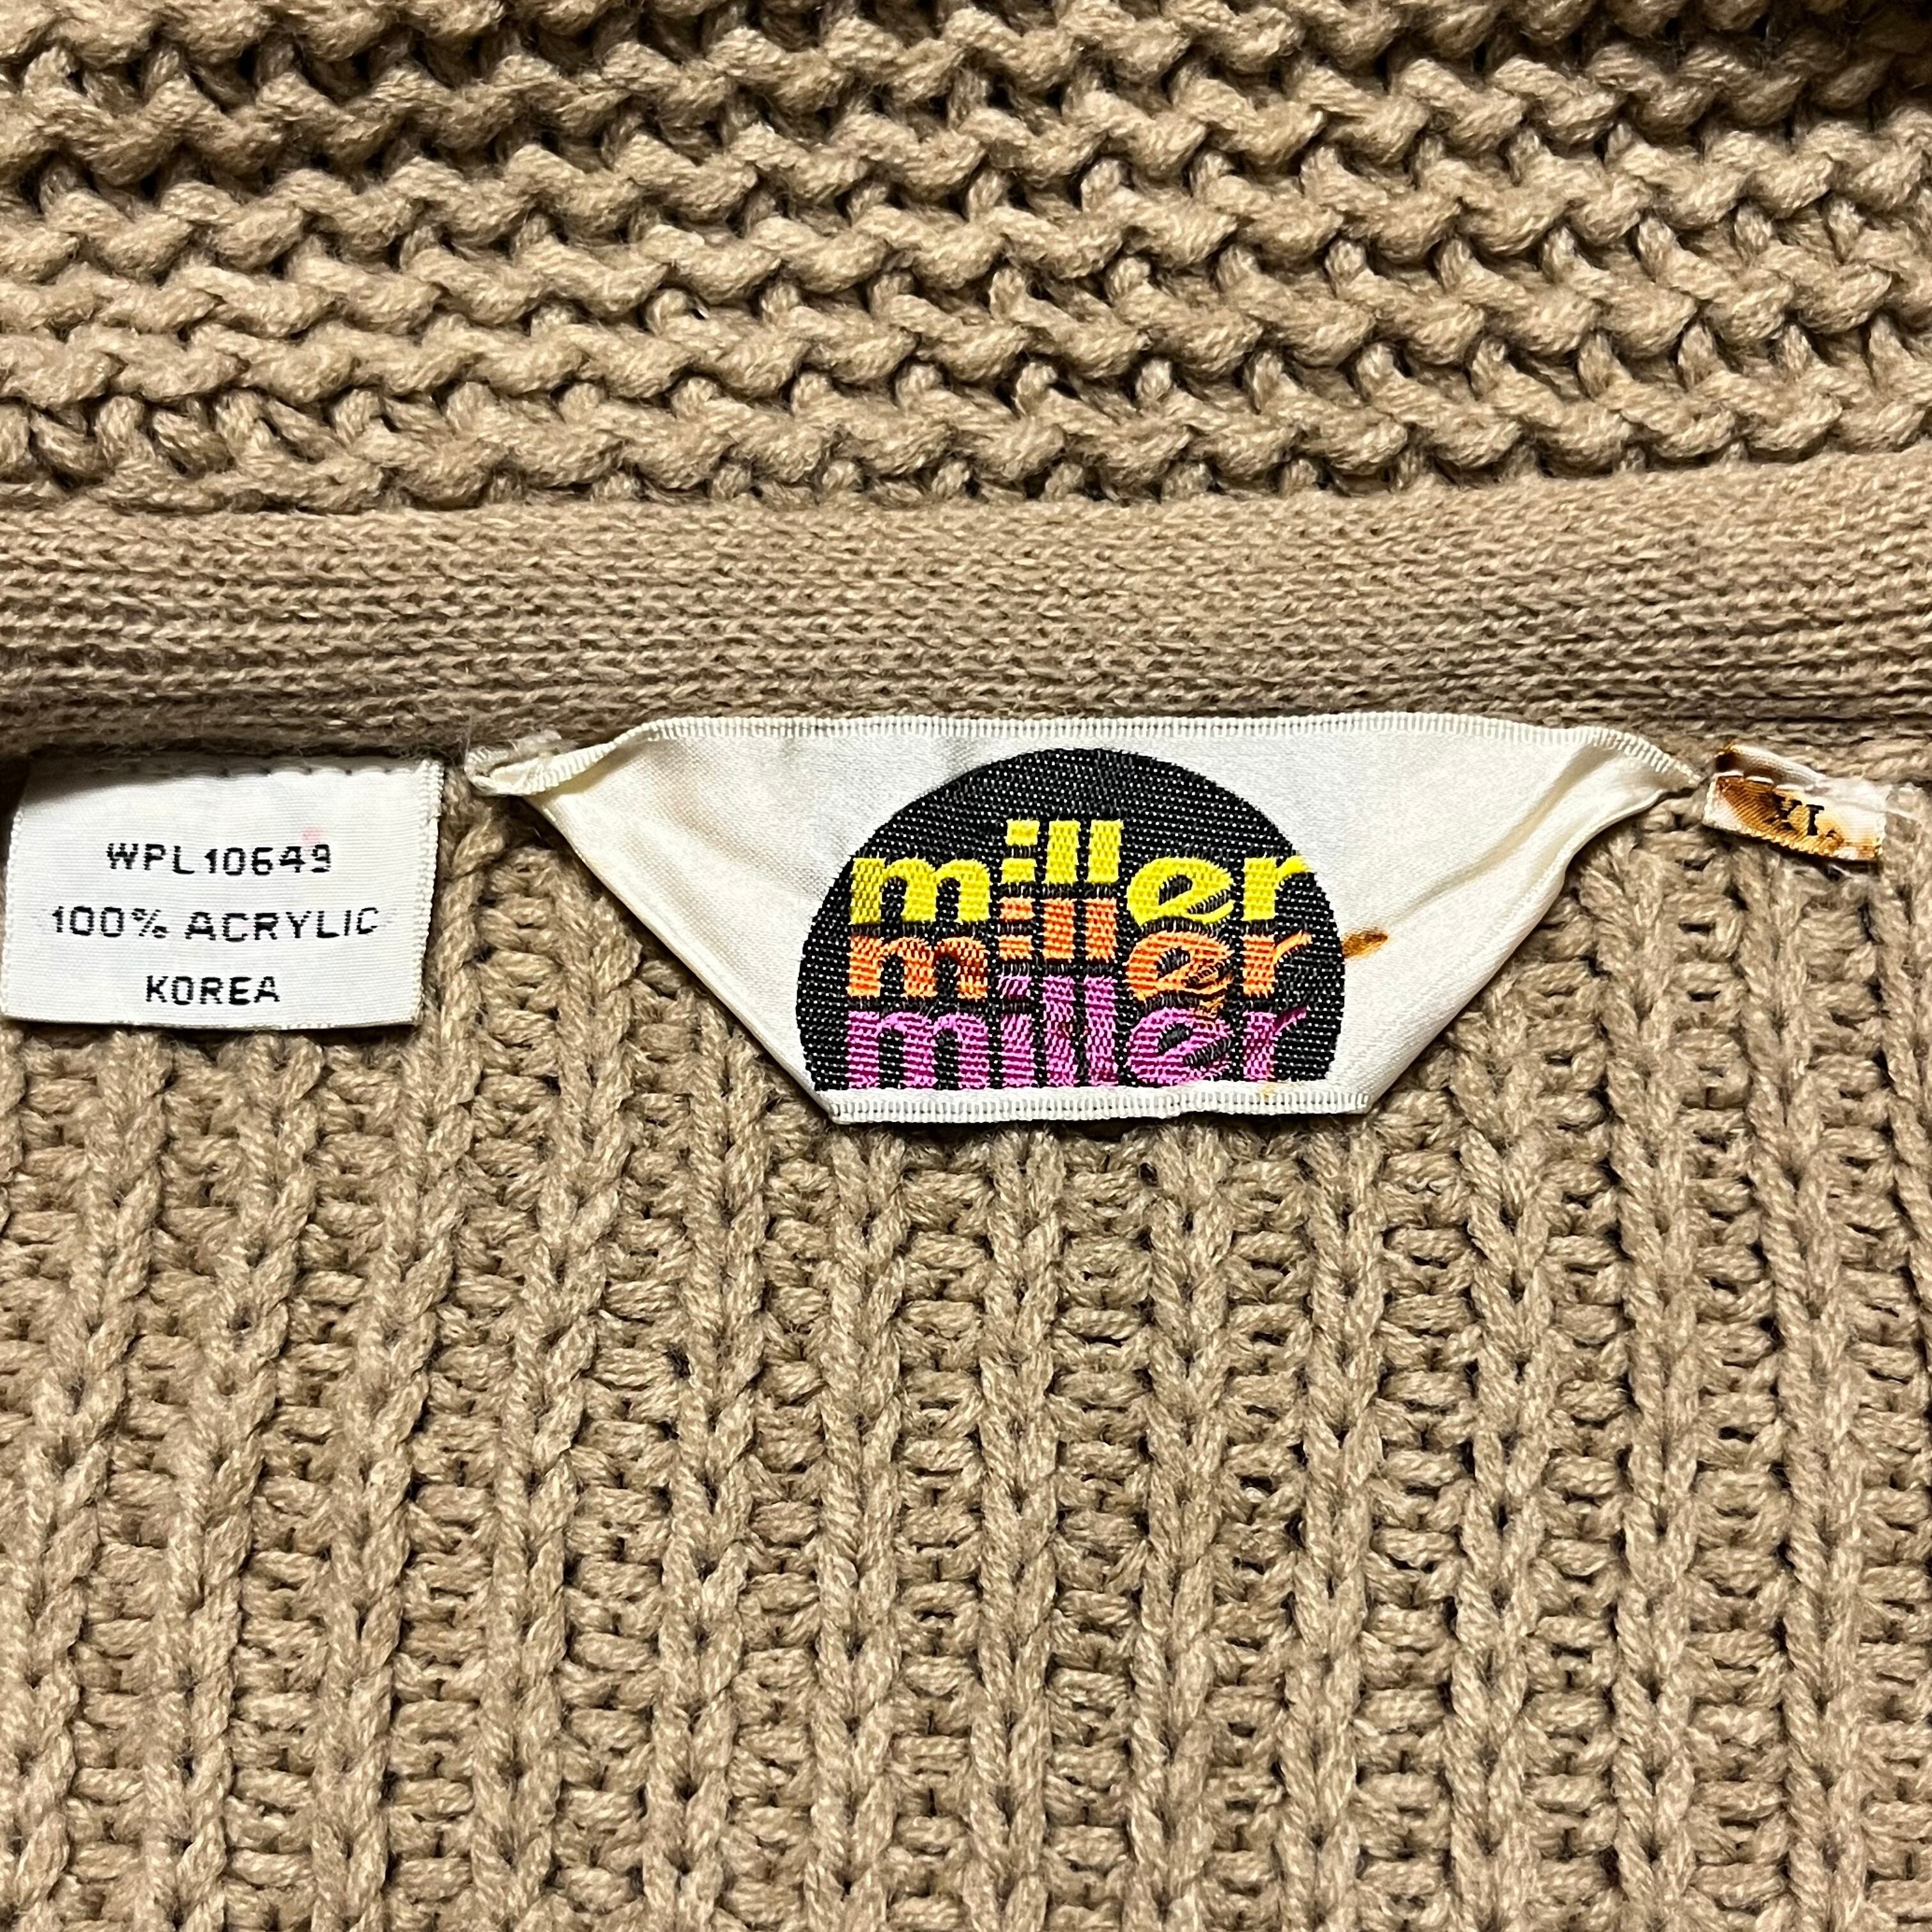 WPL10649
100% ACRYLIC
KOREA
miller
miller
miller
XL